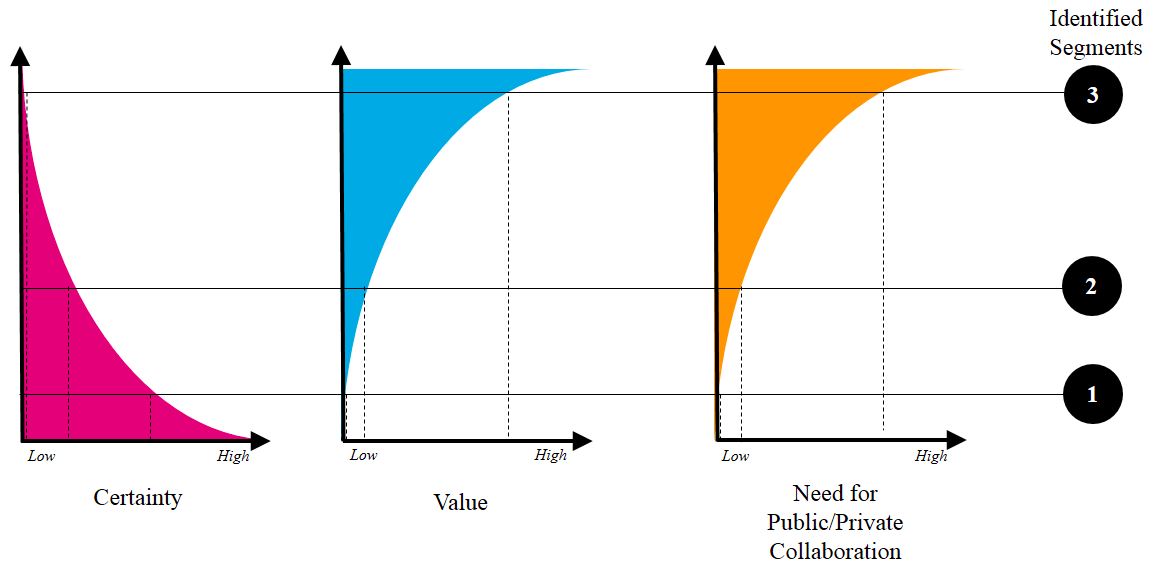 Identified
Segments
3
2
1
Low
High
Low
High
Low
High
Certainty
Value
Need for
Public/Private
Collaboration